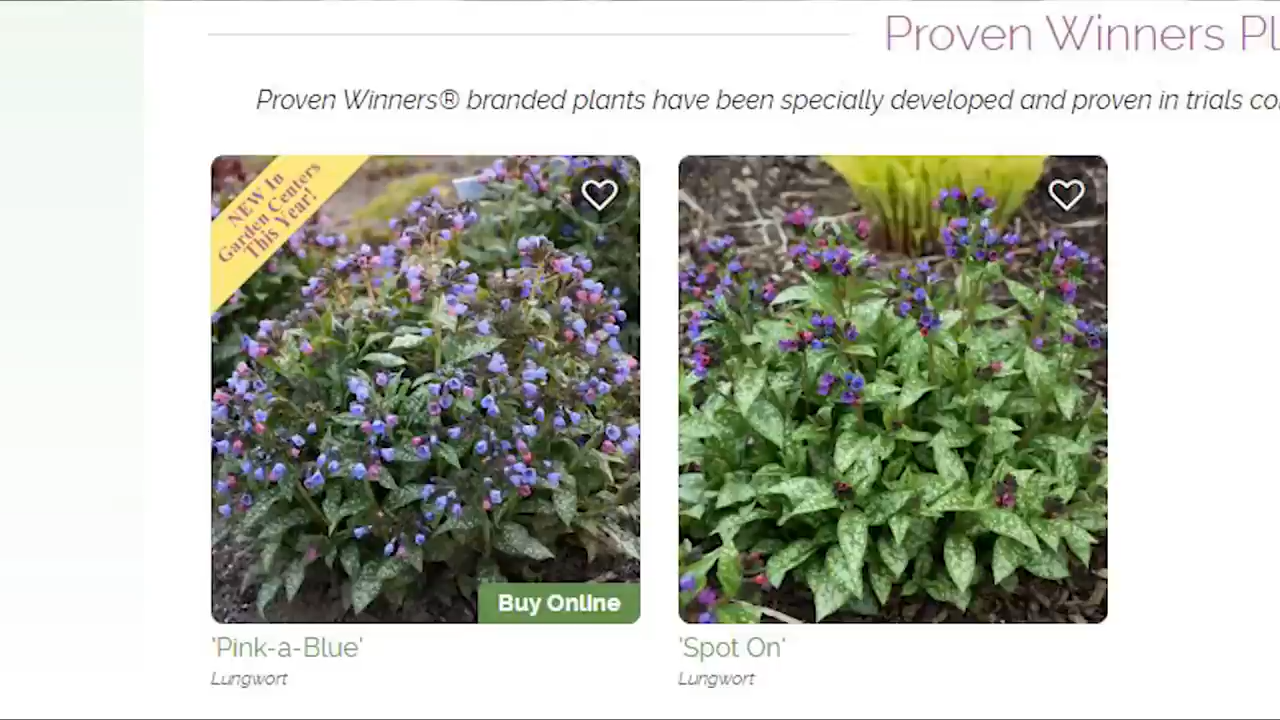 Proven Winners Pl
Proven Winners® branded plants have been specially developed and proven in trials co
NEW In
Garden Centers
This Year!
Buy Online
'Pink-a-Blue'
'Spot On'
Lungwort
Lungwort